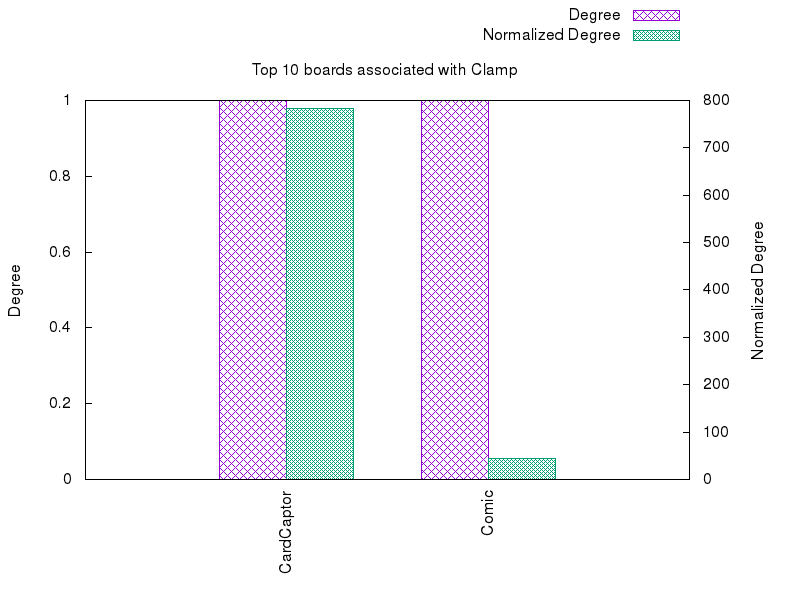 Degree
Normalized Degree
Top 10 boards associated with Clamp
1
0.8
0.6
0.4
0.2
0
Degree
800
700
600
500
400
300
200
100
0
Normalized Degree
CardCaptor
Comic